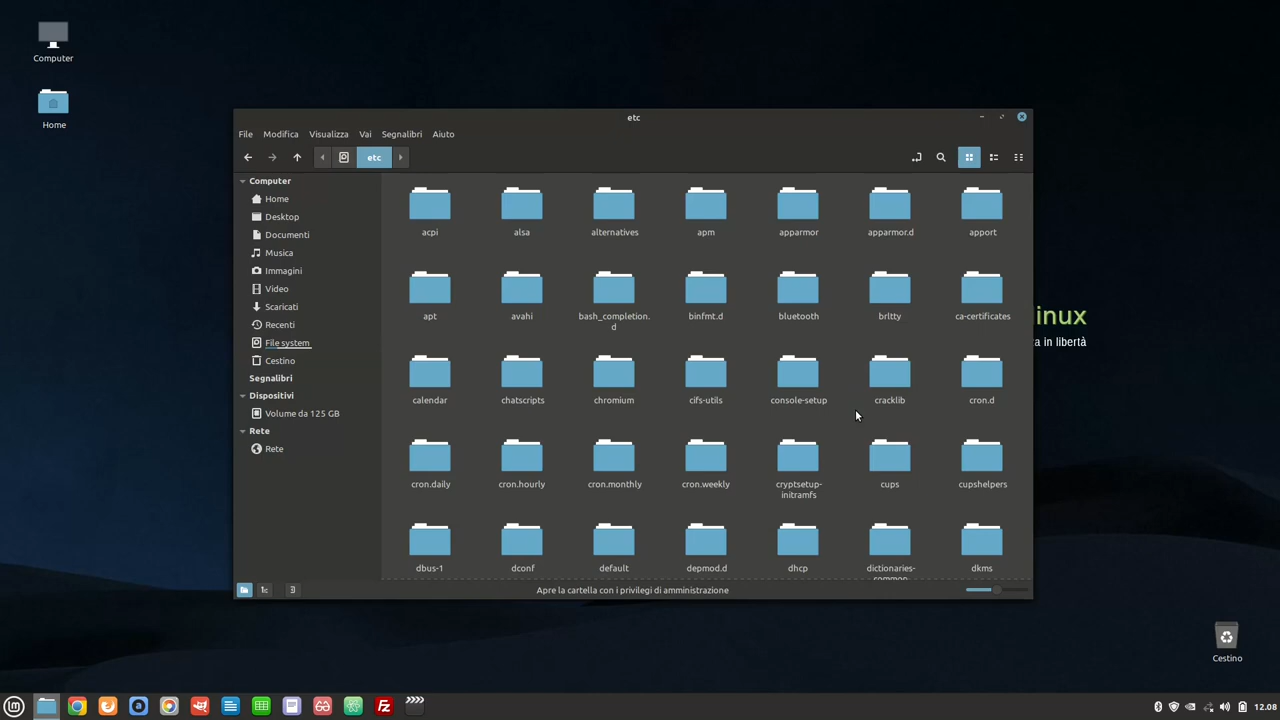 Computer
Home
linux
a in libertà
etc
File Modifica Visualizza Vai Segnalibri Aiuto
etc
Computer
Home
Desktop
Documenti
Musica
Immagini
Video
Scaricati
Recenti
File system
Cestino
Segnalibri
Dispositivi
Volume da 125 GB
Rete
Rete
acpi alsa alternatives apm apparmor apparmor.d apport
apt avahi bash_completion. binfmt.d bluetooth brltty ca-certificates
d
calendar chatscripts chromium cifs-utils console-setup cracklib cron.d
cron.daily cron.hourly cron.monthly cron.weekly cryptsetup- cups cupshelpers
initramfs
dbus-1 dconf default depmod.d dhcp dictionaries- dkms
common
Apre la cartella con i privilegi di amministrazione
Cestino
12.08